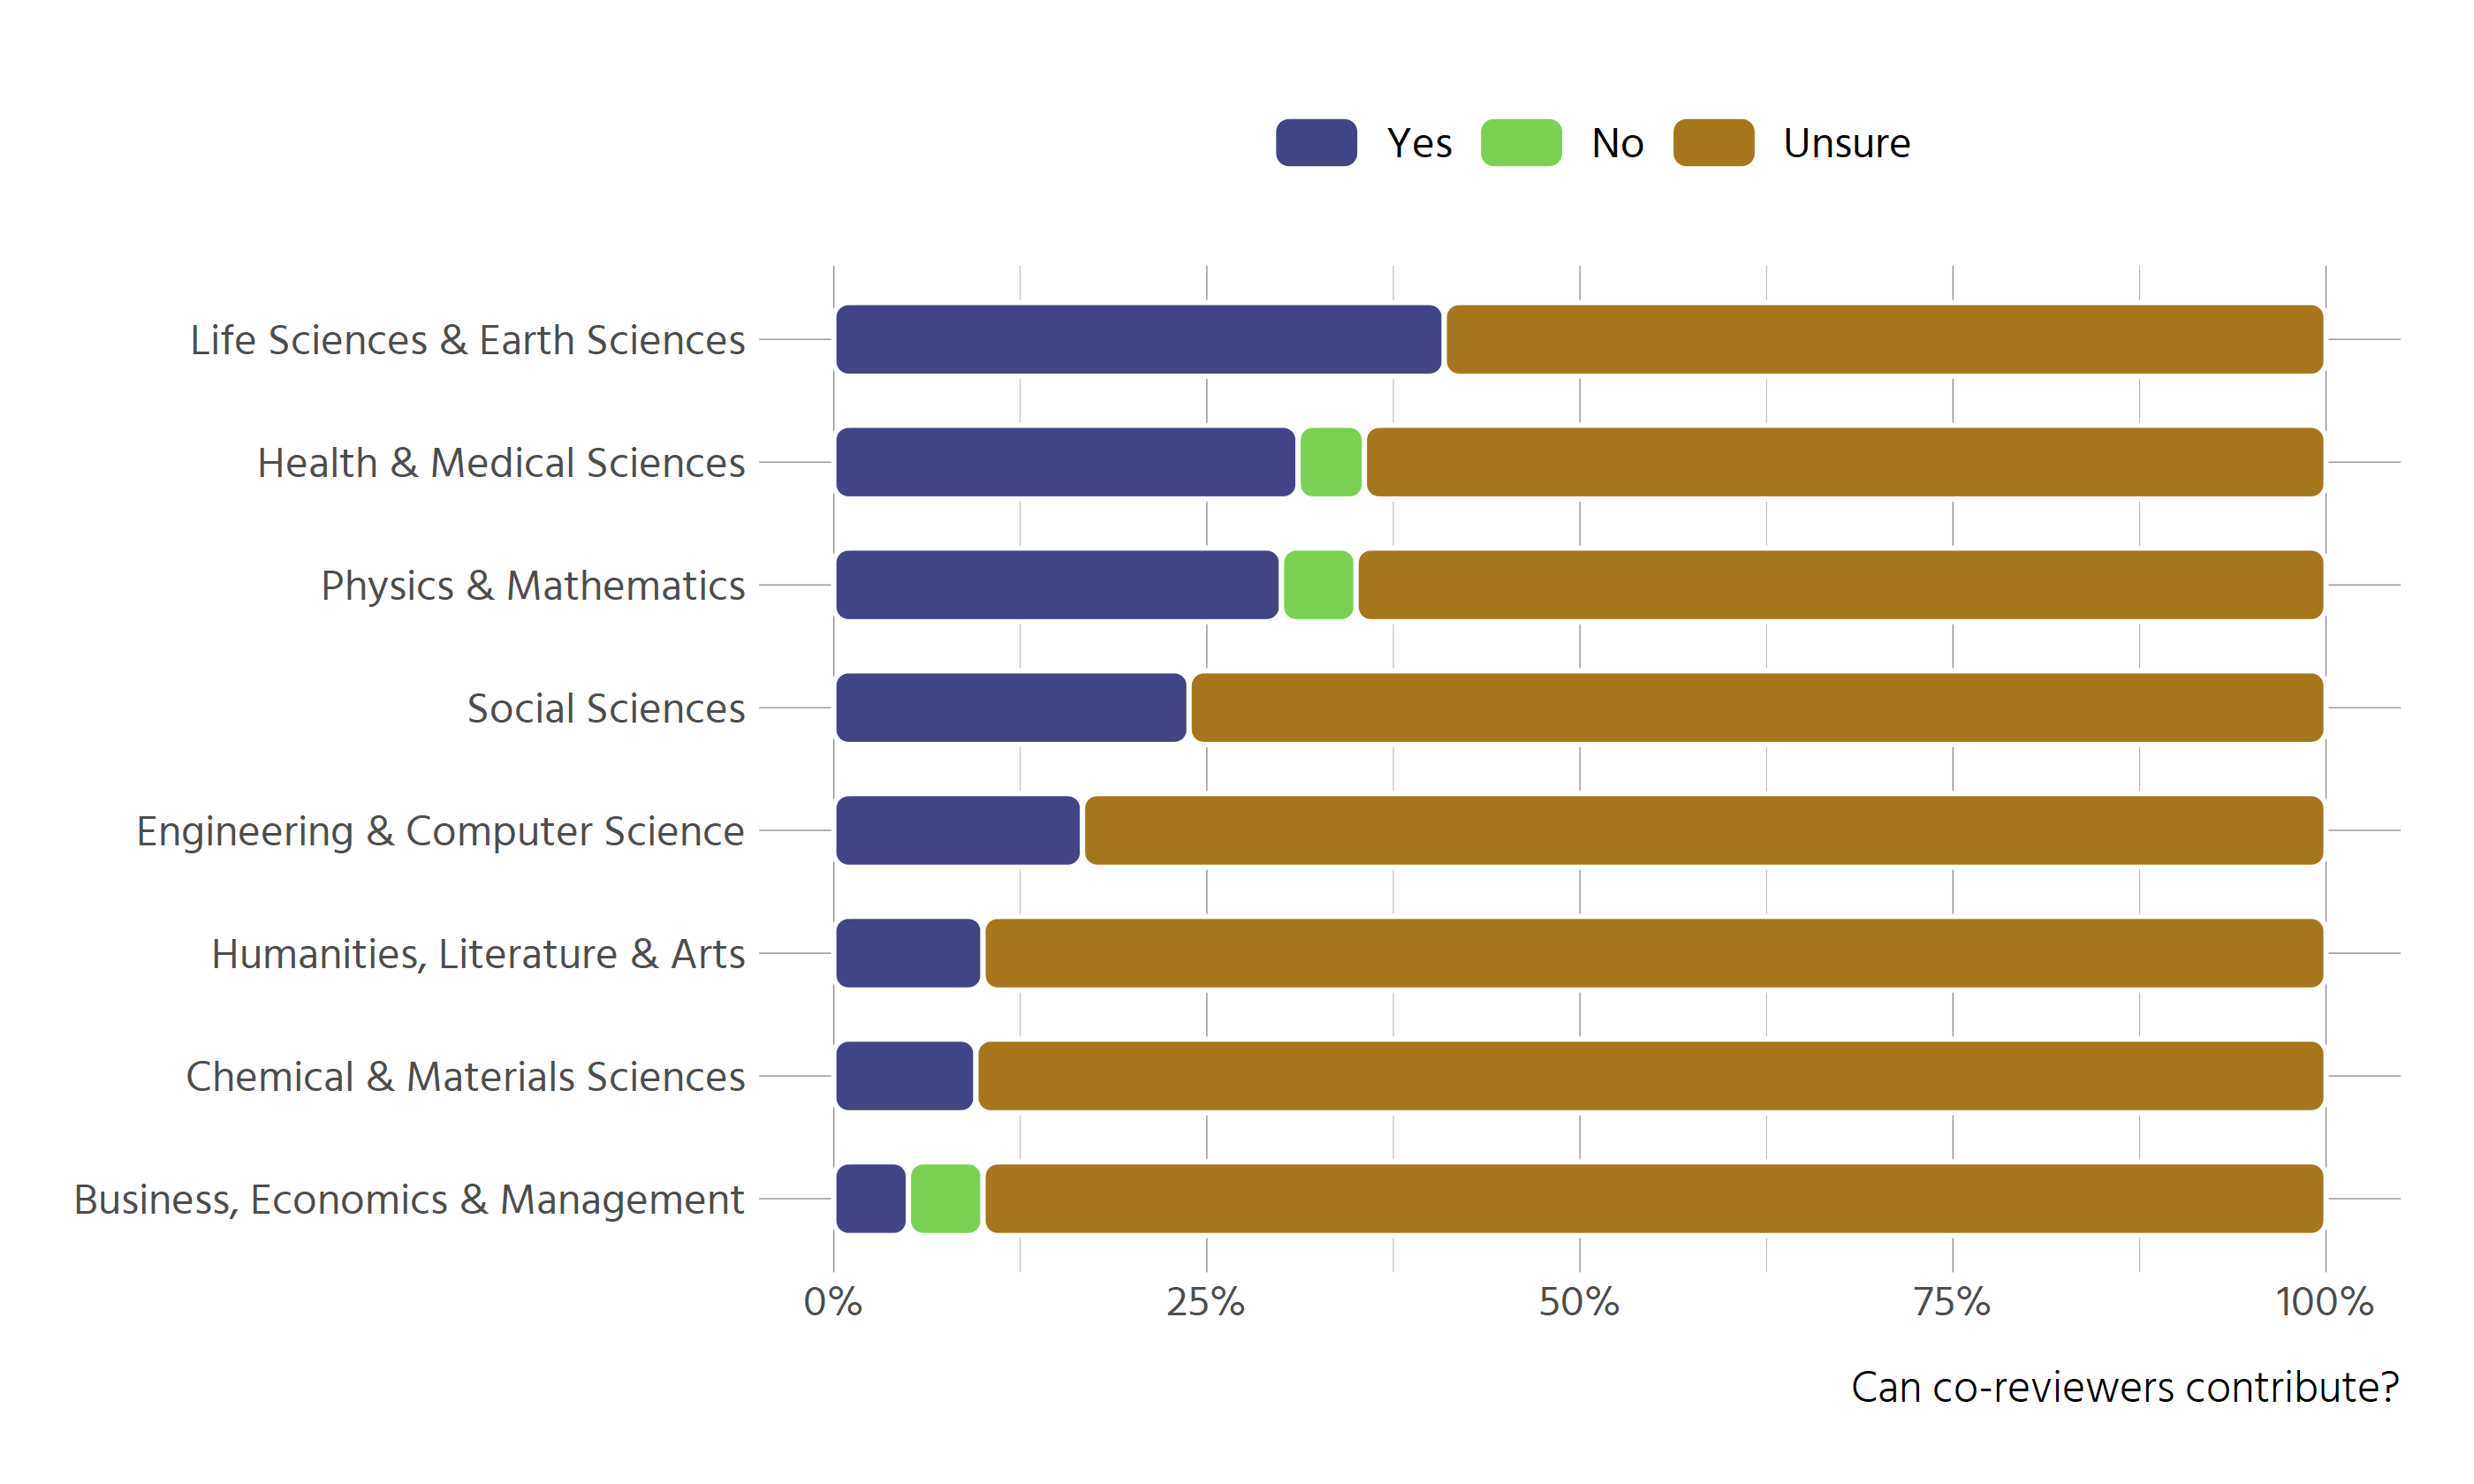 Yes No Unsure
Life Sciences & Earth Sciences
Health & Medical Sciences
Physics & Mathematics
Social Sciences
Engineering & Computer Science
Humanities, Literature & Arts
Chemical & Materials Sciences
Business, Economics & Management
0% 25% 50% 75% 100%
Can co-reviewers contribute?